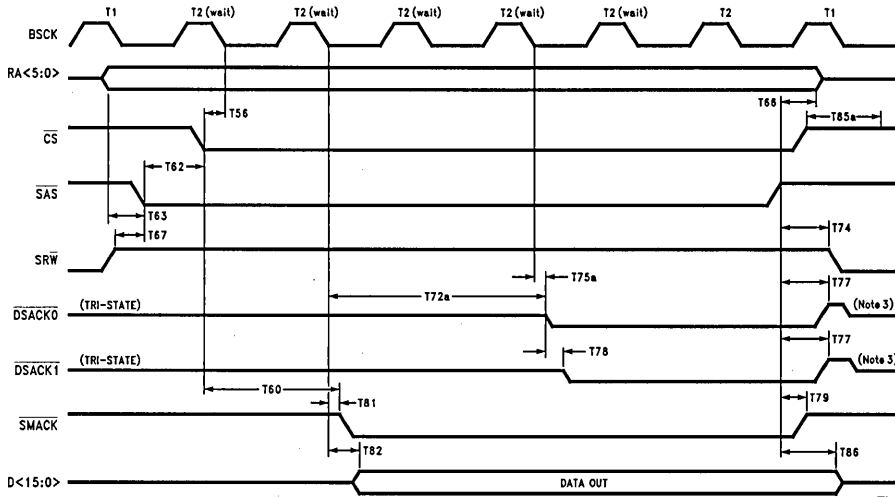 T1 T2 (wait) T2 (wait) T2 (wait) T2 (wait) T2 (wait) T2 T1
BSCK
RA<5:0>
T56 T66 T85a
CS
T62
SAS
T63
T67 T74
SRW
T75a
T72a T77
DSACK0 (TRI-STATE) (Note 3)
T78 T77
DSACK1 (TRI-STATE) (Note 3)
T60 T81 T79
SMACK
T82 T86
D<15:0> DATA OUT